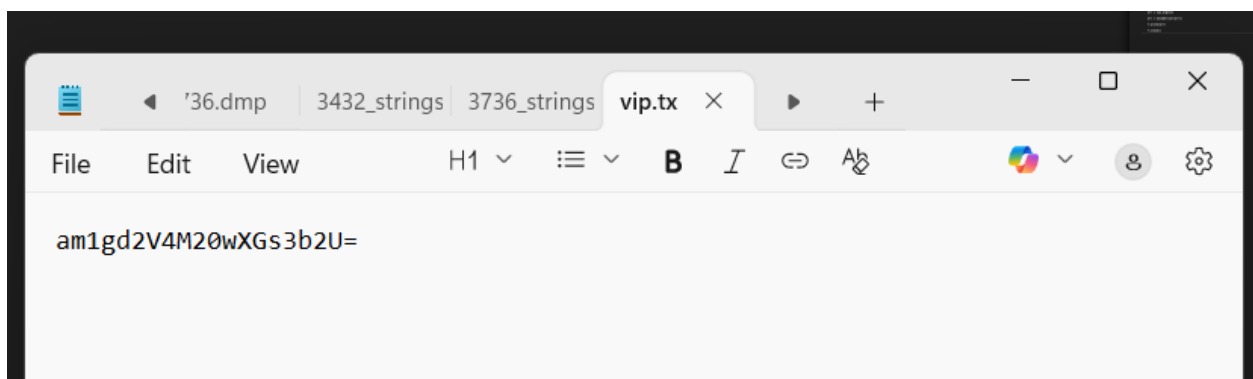 '36.dmp 3432_strings 3736_strings vip.tx
File Edit View H1 B I
am1gd2V4M20wXGs3b2U=